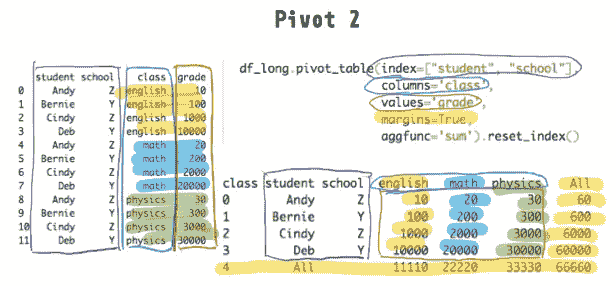 Pivot 2
student school class grade
0 Andy Z english 10
1 Bernie Y english 100
2 Cindy Z english 1000
3 Deb Y english 10000
4 Andy Z math 20
5 Bernie Y math 200
6 Cindy Z math 2000
7 Deb Y math 20000
8 Andy Z physics 30
9 Bernie Y physics 300
10 Cindy Z physics 3000
11 Deb Y physics 30000
df_long.pivot_table(index=["student", "school"],
columns='class',
values='grade',
margins=True,
aggfunc='sum').reset_index()
class student school english math physics All
0 Andy Z 10 20 30 60
1 Bernie Y 100 200 300 600
2 Cindy Z 1000 2000 3000 6000
3 Deb Y 10000 20000 30000 60000
4 All 11110 22220 33330 66660